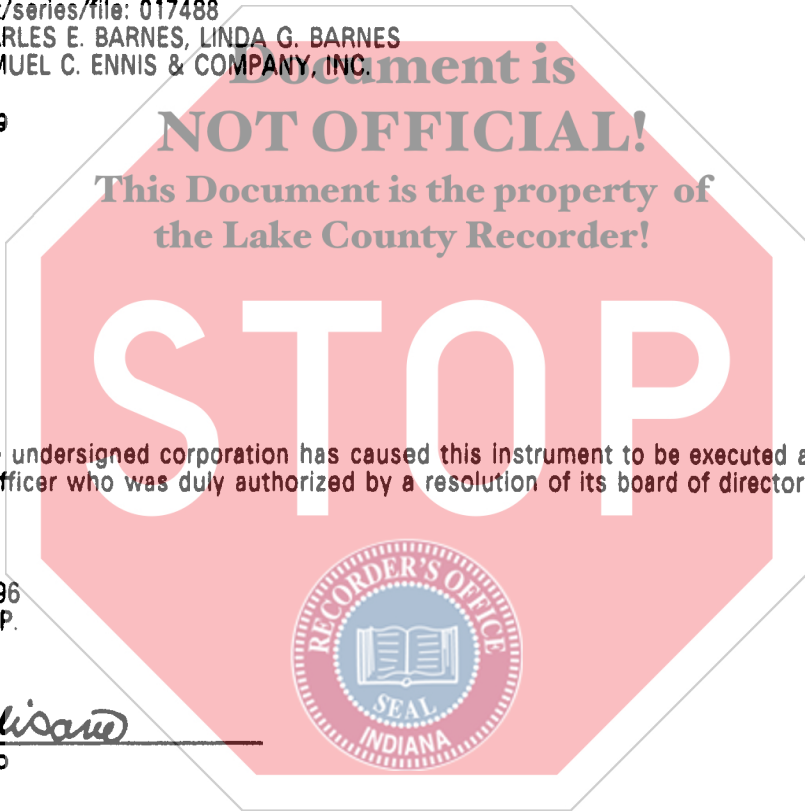 /series/file: 017488
RLES E. BARNES, LINDA G. BARNES
MUEL C. ENNIS & COMPANY, INC.
Document is
NOT OFFICIAL!
This Document is the property of
the Lake County Recorder!
STOP
undersigned corporation has caused this instrument to be executed a
fficer who was duly authorized by a resolution of its board of director
96
P.
RECORDER'S OFFICE
SEAL
INDIANA